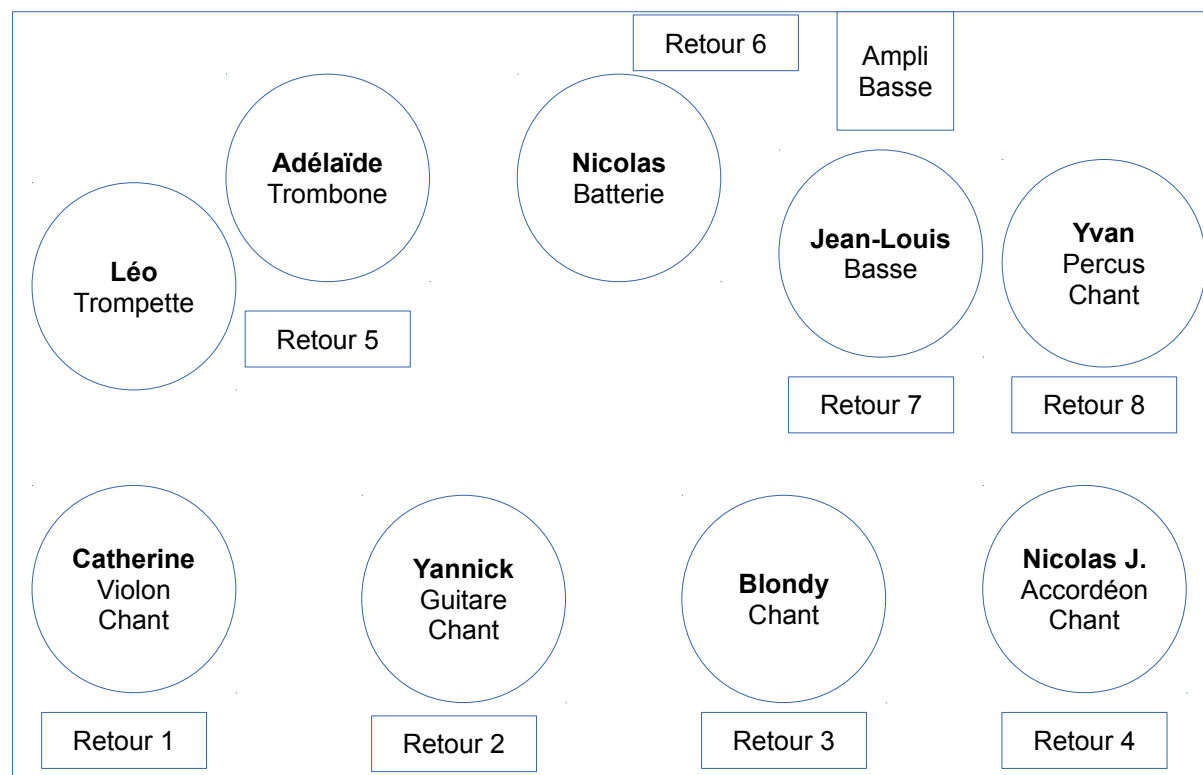 Retour 6
Ampli
Basse
Adélaïde
Trombone
Nicolas
Batterie
Jean-Louis
Basse
Yvan
Percus
Chant
Léo
Trompette
Retour 5
Retour 7
Retour 8
Catherine
Violon
Chant
Yannick
Guitare
Chant
Blondy
Chant
Nicolas J.
Accordéon
Chant
Retour 1
Retour 2
Retour 3
Retour 4